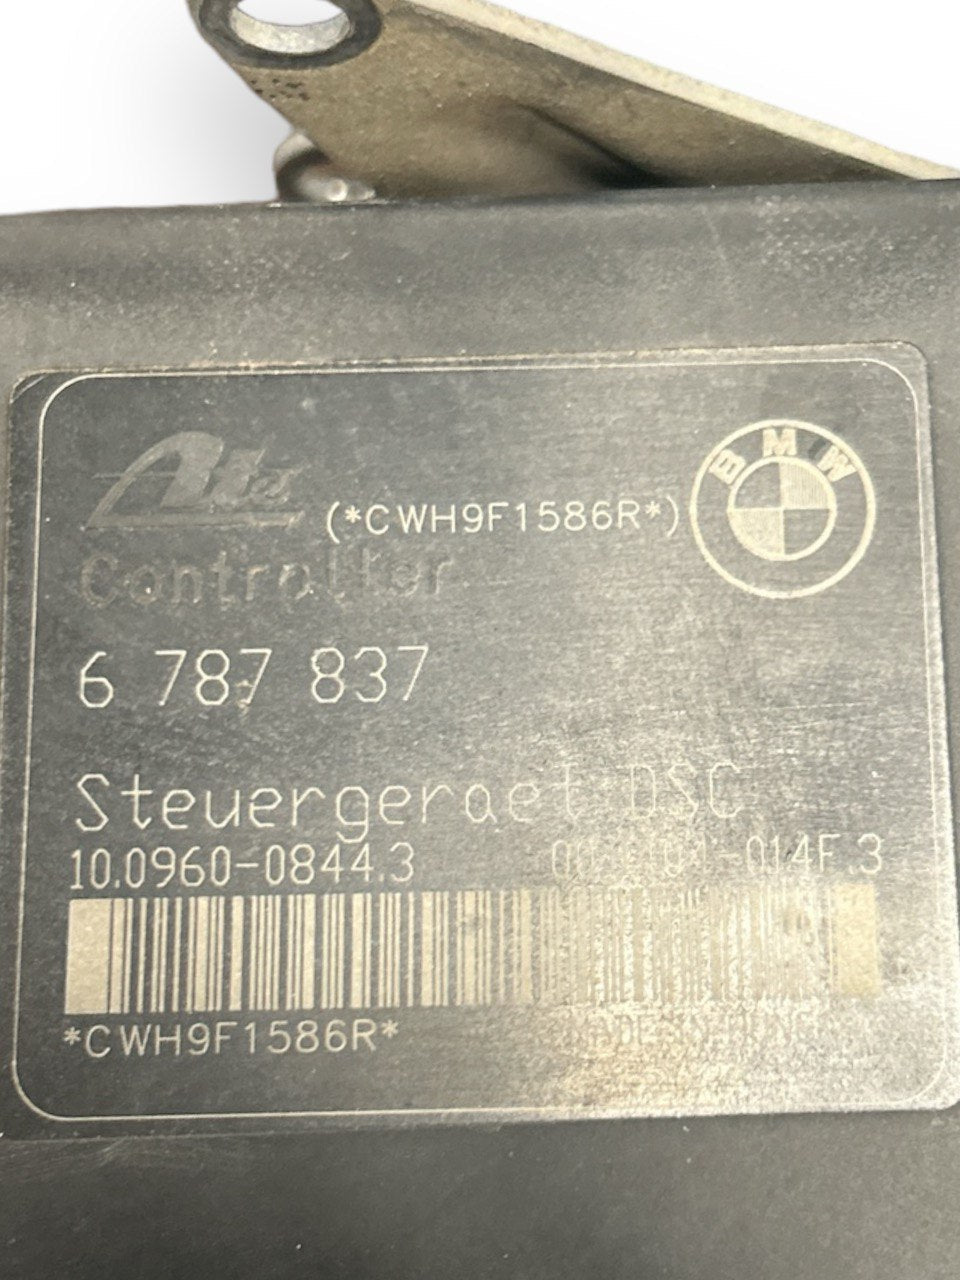 Ate
BMW
(*CWH9F1586R*)
Controller
6 787 837
Steuergeraet DSC
10.0960-0844.3
*CWH9F1586R*